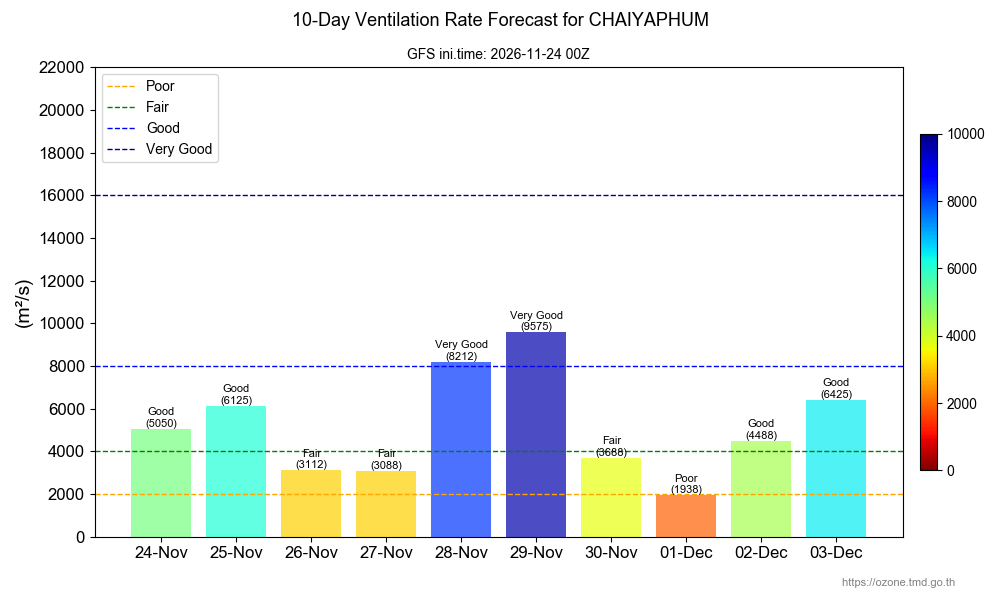 10-Day Ventilation Rate Forecast for CHAIYAPHUM
GFS ini.time: 2026-11-24 00Z
(m²/s)
22000
20000
18000
16000
14000
12000
10000
8000
6000
4000
2000
0
Poor
Fair
Good
Very Good
Good
(5050)
Good
(6125)
Fair
(3112)
Fair
(3088)
Very Good
(8212)
Very Good
(9575)
Fair
(3688)
Poor
(1938)
Good
(4488)
Good
(6425)
24-Nov
25-Nov
26-Nov
27-Nov
28-Nov
29-Nov
30-Nov
01-Dec
02-Dec
03-Dec
10000
8000
6000
4000
2000
0
https://ozone.tmd.go.th